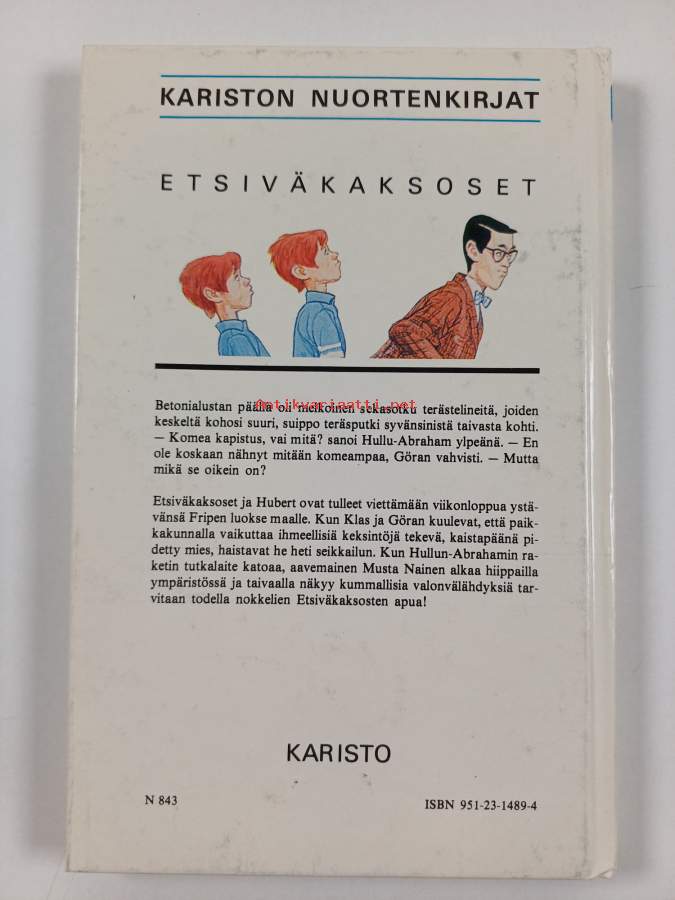 KARISTON NUORTENKIRJAT
ETSIVÄKAKSOSET
Betonialustan päällä oli melkoinen sekasotku terästelineitä, joiden
Antikvariaatti.net
keskeltä kohosi suuri, suippo teräsputki syvänsinistä taivasta kohti.
— Komea kapistus, vai mitä? sanoi Hullu-Abraham ylpeänä. — En
ole koskaan nähnyt mitään komeampaa, Göran vahvisti. — Mutta
mikä se oikein on?
Etsiväkaksoset ja Hubert ovat tulleet viettämään viikonloppua ystä-
vänsä Fripen luokse maalle. Kun Klas ja Göran kuulevat, että paik-
kakunnalla vaikuttaa ihmeellisiä keksintöjä tekevä, kaistapäänä pi-
detty mies, haistavat he heti seikkailun. Kun Hullun-Abrahamin ra-
ketin tutkalaite katoaa, aavemainen Musta Nainen alkaa hiippailla
ympäristössä ja taivaalla näkyy kummallisia valonvälähdyksiä tar-
vitaan todella nokkelien Etsiväkaksosten apua!
KARISTO
N 843
ISBN 951-23-1489-4